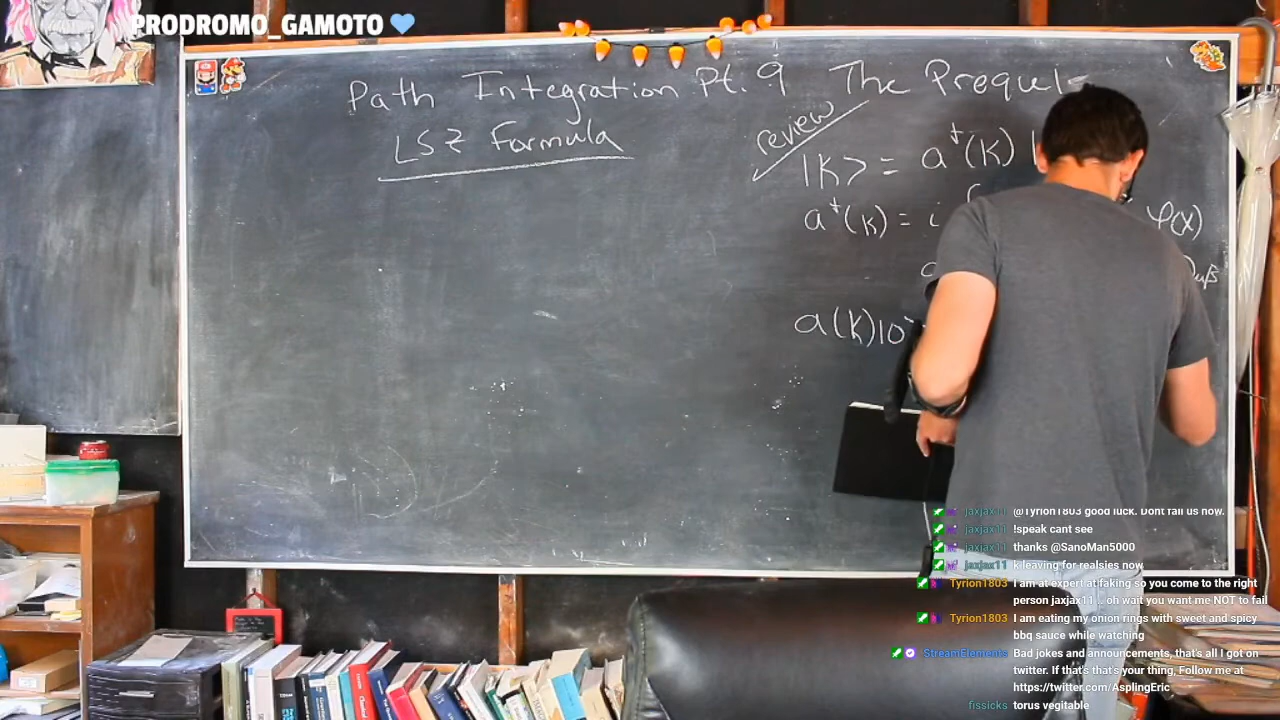 PRODROMO_GAMOTO
Path Integration Pt. 9 The Prequel
LSZ Formula
review
|k> = a†(k) |
a†(k) = i φ(x)
a(k)|0>
jaxjax11 @Tyrion1803 good luck. Dont fail us now.
jaxjax11 !speak cant see
jaxjax11 thanks @SanoMan5000
jaxjax11 k leaving for realsies now
Tyrion1803 I am at expert at faking so you come to the right
person jaxjax11 .. oh wait you want me NOT to fail
Tyrion1803 I am eating my onion rings with sweet and spicy
bbq sauce while watching
StreamElements Bad jokes and announcements, that's all I got on
twitter. If that's that's your thing, Follow me at
https://twitter.com/AsplingEric
fissicks torus vegitable